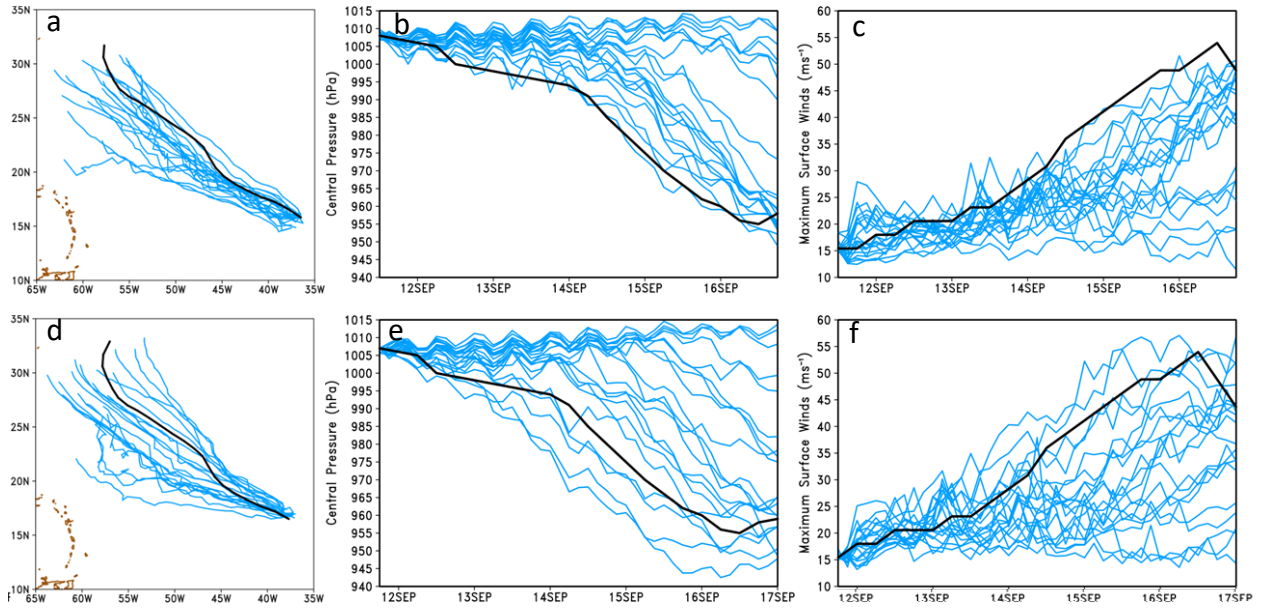 a
35N
30N
25N
20N
15N
10N
65W 60W 55W 50W 45W 40W 35W
b
Central Pressure (hPa)
1015
1010
1005
1000
995
990
985
980
975
970
965
960
955
950
945
940
12SEP 13SEP 14SEP 15SEP 16SEP
c
Maximum Surface Winds (ms⁻¹)
60
55
50
45
40
35
30
25
20
15
10
12SEP 13SEP 14SEP 15SEP 16SEP
d
35N
30N
25N
20N
15N
10N
65W 60W 55W 50W 45W 40W 35W
e
Central Pressure (hPa)
1015
1010
1005
1000
995
990
985
980
975
970
965
960
955
950
945
940
12SEP 13SEP 14SEP 15SEP 16SEP 17SEP
f
Maximum Surface Winds (ms⁻¹)
60
55
50
45
40
35
30
25
20
15
10
12SEP 13SEP 14SEP 15SEP 16SEP 17SEP